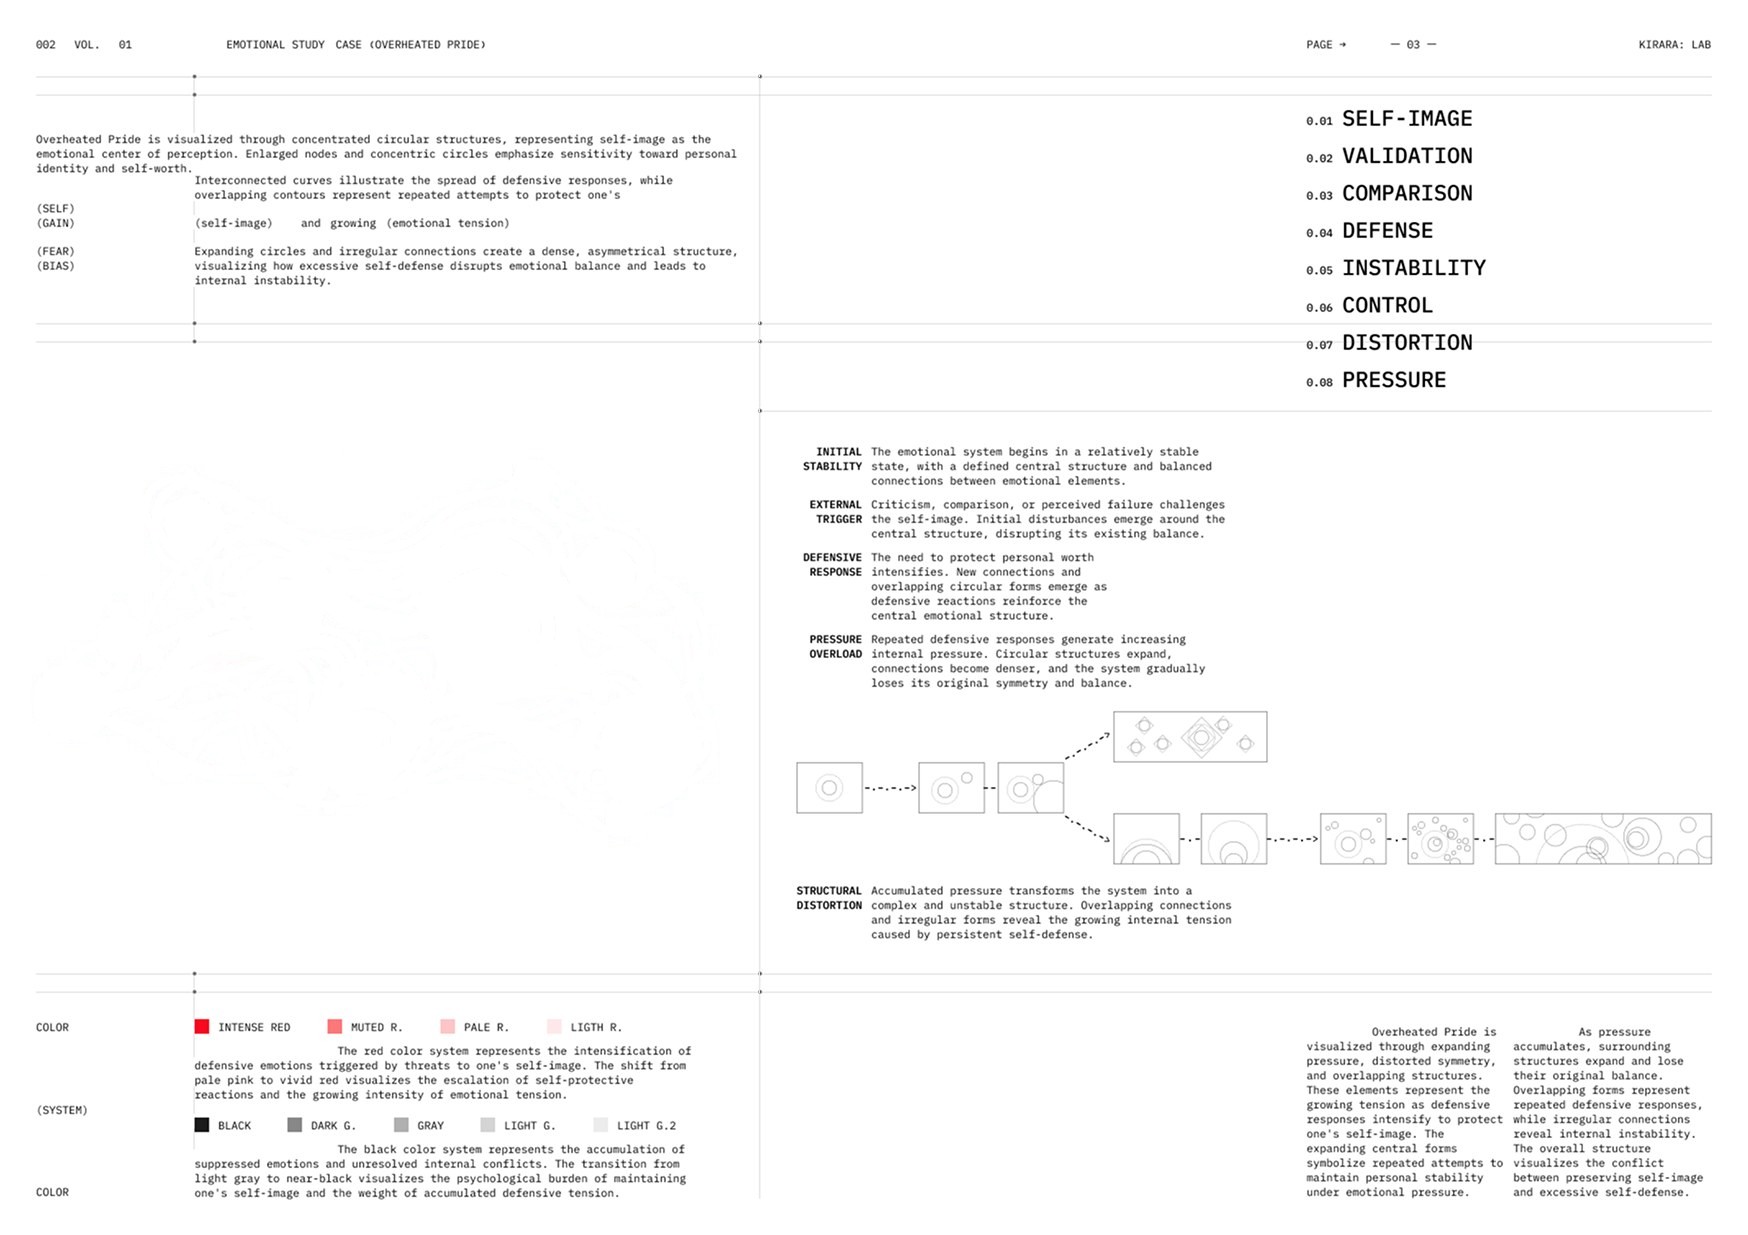 002 VOL. 01 EMOTIONAL STUDY CASE (OVERHEATED PRIDE) PAGE → — 03 — KIRARA: LAB
Overheated Pride is visualized through concentrated circular structures, representing self-image as the
emotional center of perception. Enlarged nodes and concentric circles emphasize sensitivity toward personal
identity and self-worth.
Interconnected curves illustrate the spread of defensive responses, while
overlapping contours represent repeated attempts to protect one's
(SELF)
(GAIN) (self-image) and growing (emotional tension)
(FEAR) Expanding circles and irregular connections create a dense, asymmetrical structure,
(BIAS) visualizing how excessive self-defense disrupts emotional balance and leads to
internal instability.
0.01 SELF-IMAGE
0.02 VALIDATION
0.03 COMPARISON
0.04 DEFENSE
0.05 INSTABILITY
0.06 CONTROL
0.07 DISTORTION
0.08 PRESSURE
INITIAL The emotional system begins in a relatively stable
STABILITY state, with a defined central structure and balanced
connections between emotional elements.
EXTERNAL Criticism, comparison, or perceived failure challenges
TRIGGER the self-image. Initial disturbances emerge around the
central structure, disrupting its existing balance.
DEFENSIVE The need to protect personal worth
RESPONSE intensifies. New connections and
overlapping circular forms emerge as
defensive reactions reinforce the
central emotional structure.
PRESSURE Repeated defensive responses generate increasing
OVERLOAD internal pressure. Circular structures expand,
connections become denser, and the system gradually
loses its original symmetry and balance.
STRUCTURAL Accumulated pressure transforms the system into a
DISTORTION complex and unstable structure. Overlapping connections
and irregular forms reveal the growing internal tension
caused by persistent self-defense.
COLOR INTENSE RED MUTED R. PALE R. LIGTH R.
The red color system represents the intensification of
defensive emotions triggered by threats to one's self-image. The shift from
pale pink to vivid red visualizes the escalation of self-protective
reactions and the growing intensity of emotional tension.
(SYSTEM)
BLACK DARK G. GRAY LIGHT G. LIGHT G.2
The black color system represents the accumulation of
suppressed emotions and unresolved internal conflicts. The transition from
light gray to near-black visualizes the psychological burden of maintaining
COLOR one's self-image and the weight of accumulated defensive tension.
Overheated Pride is
visualized through expanding
pressure, distorted symmetry,
and overlapping structures.
These elements represent the
growing tension as defensive
responses intensify to protect
one's self-image. The
expanding central forms
symbolize repeated attempts to
maintain personal stability
under emotional pressure.
As pressure
accumulates, surrounding
structures expand and lose
their original balance.
Overlapping forms represent
repeated defensive responses,
while irregular connections
reveal internal instability.
The overall structure
visualizes the conflict
between preserving self-image
and excessive self-defense.